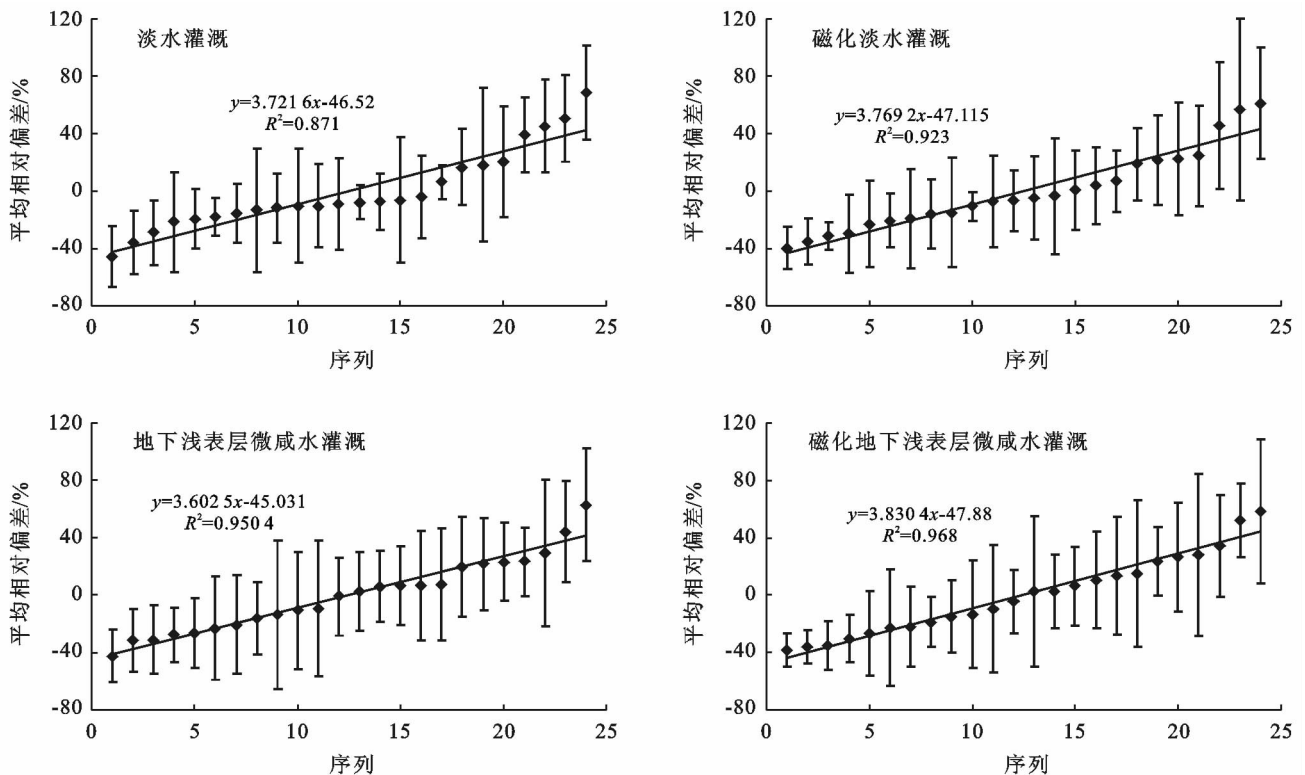 淡水灌溉
y=3.721 6x-46.52
R²=0.871
平均相对偏差/%
120
80
40
0
-40
-80
0 5 10 15 20 25
序列
磁化淡水灌溉
y=3.769 2x-47.115
R²=0.923
平均相对偏差/%
120
80
40
0
-40
-80
0 5 10 15 20 25
序列
地下浅表层微咸水灌溉
y=3.602 5x-45.031
R²=0.950 4
平均相对偏差/%
120
80
40
0
-40
-80
0 5 10 15 20 25
序列
磁化地下浅表层微咸水灌溉
y=3.830 4x-47.88
R²=0.968
平均相对偏差/%
120
80
40
0
-40
-80
0 5 10 15 20 25
序列